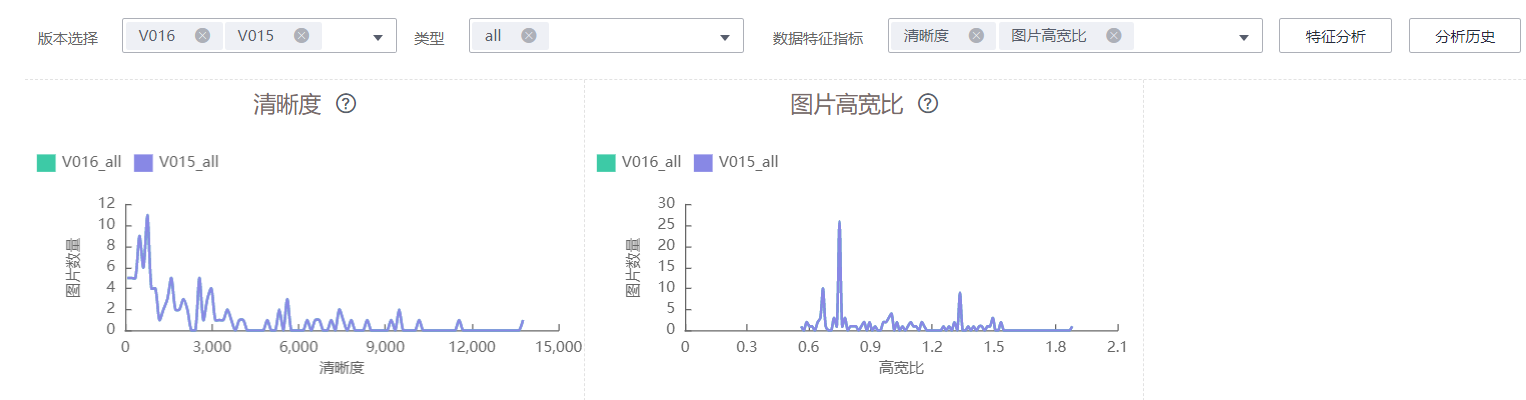 版本选择 V016 V015 类型 all 数据特征指标 清晰度 图片高宽比 特征分析 分析历史
清晰度 ?
V016_all V015_all
12
10
8
6
4
2
0
图片数量
0 3,000 6,000 9,000 12,000 15,000
清晰度
图片高宽比 ?
V016_all V015_all
30
25
20
15
10
5
0
图片数量
0 0.3 0.6 0.9 1.2 1.5 1.8 2.1
高宽比